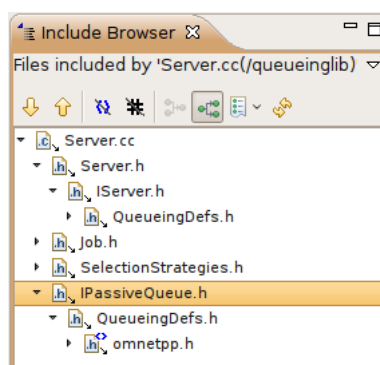 Include Browser
Files included by 'Server.cc(/queueinglib)
Server.cc
Server.h
IServer.h
QueueingDefs.h
Job.h
SelectionStrategies.h
IPassiveQueue.h
QueueingDefs.h
omnetpp.h